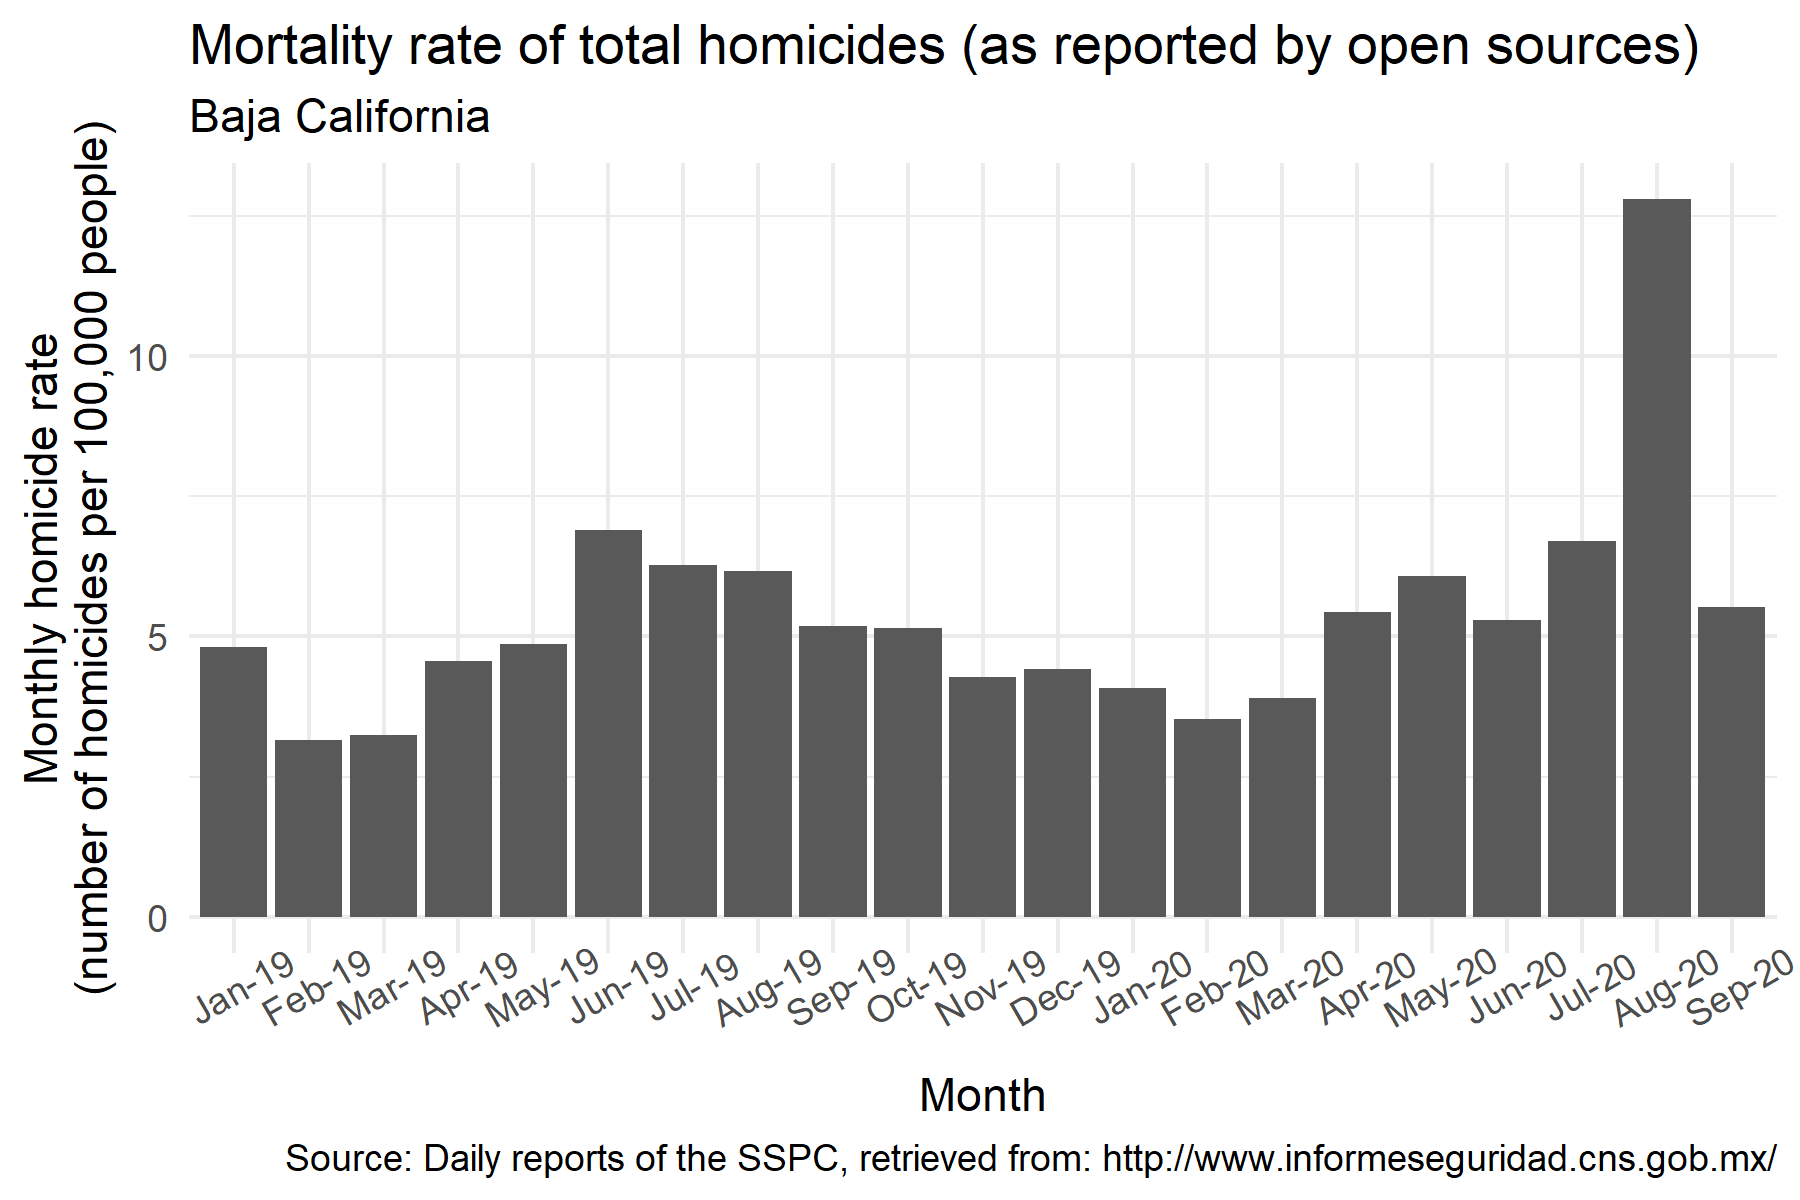 Mortality rate of total homicides (as reported by open sources)
Baja California
Monthly homicide rate
(number of homicides per 100,000 people)
10
5
0
Jan-19
Feb-19
Mar-19
Apr-19
May-19
Jun-19
Jul-19
Aug-19
Sep-19
Oct-19
Nov-19
Dec-19
Jan-20
Feb-20
Mar-20
Apr-20
May-20
Jun-20
Jul-20
Aug-20
Sep-20
Month
Source: Daily reports of the SSPC, retrieved from: http://www.informeseguridad.cns.gob.mx/